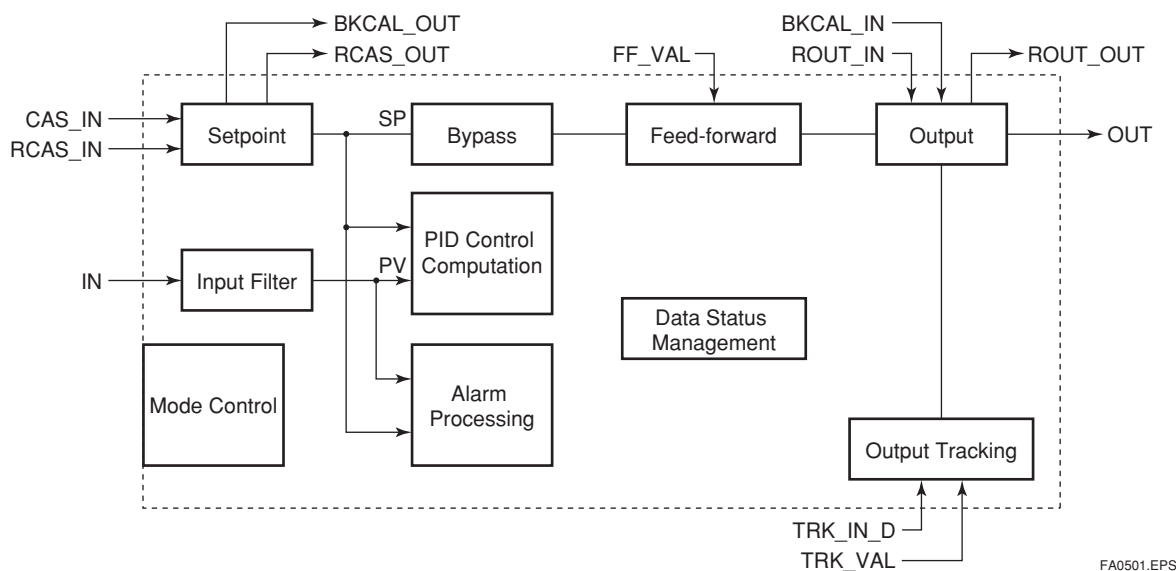 BKCAL_OUT
RCAS_OUT
BKCAL_IN
ROUT_IN
FF_VAL
ROUT_OUT
CAS_IN
RCAS_IN
Setpoint
SP
Bypass
Feed-forward
Output
OUT
IN
Input Filter
PV
PID Control
Computation
Data Status
Management
Mode Control
Alarm
Processing
Output Tracking
TRK_IN_D
TRK_VAL
FA0501.EPS